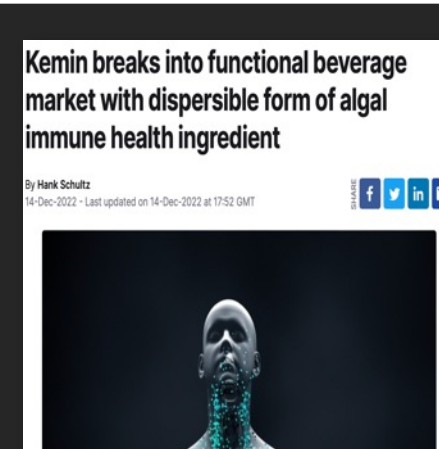 Kemin breaks into functional beverage
market with dispersible form of algal
immune health ingredient
By Hank Schultz
14-Dec-2022 - Last updated on 14-Dec-2022 at 17:52 GMT
SHARE
f
in